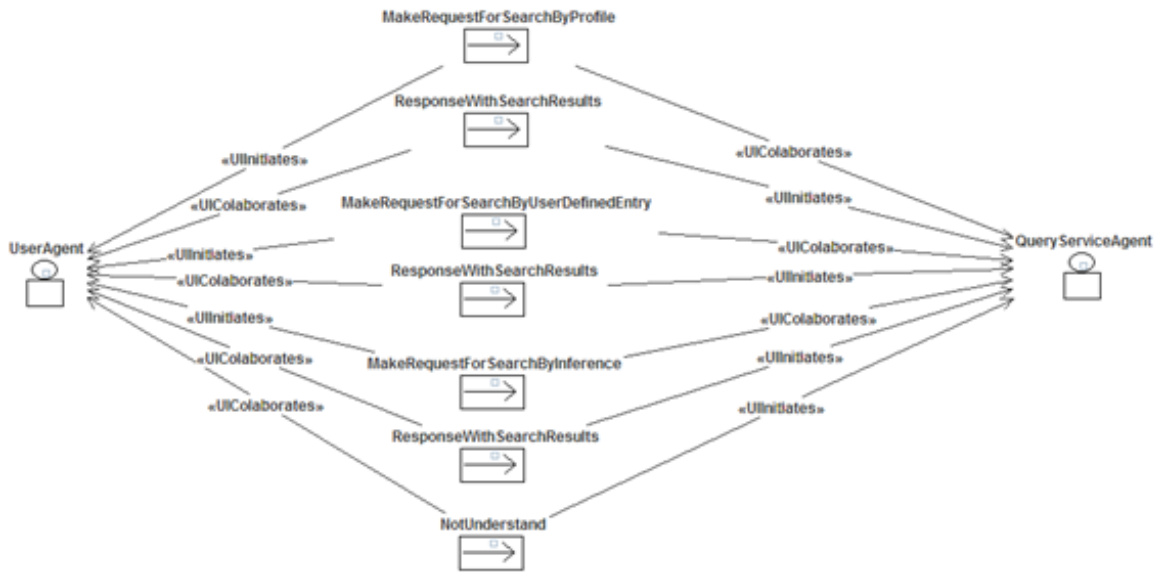 MakeRequestForSearchByProfile
ResponseWithSearchResults
«UIInitiates»
«UIColaborates»
«UIColaborates»
«UIInitiates»
MakeRequestForSearchByUserDefinedEntry
UserAgent
«UIInitiates»
«UIColaborates»
QueryServiceAgent
«UIColaborates»
ResponseWithSearchResults
«UIInitiates»
«UIInitiates»
«UIColaborates»
«UIColaborates»
MakeRequestForSearchByInference
«UIInitiates»
«UIColaborates»
«UIInitiates»
ResponseWithSearchResults
NotUnderstand